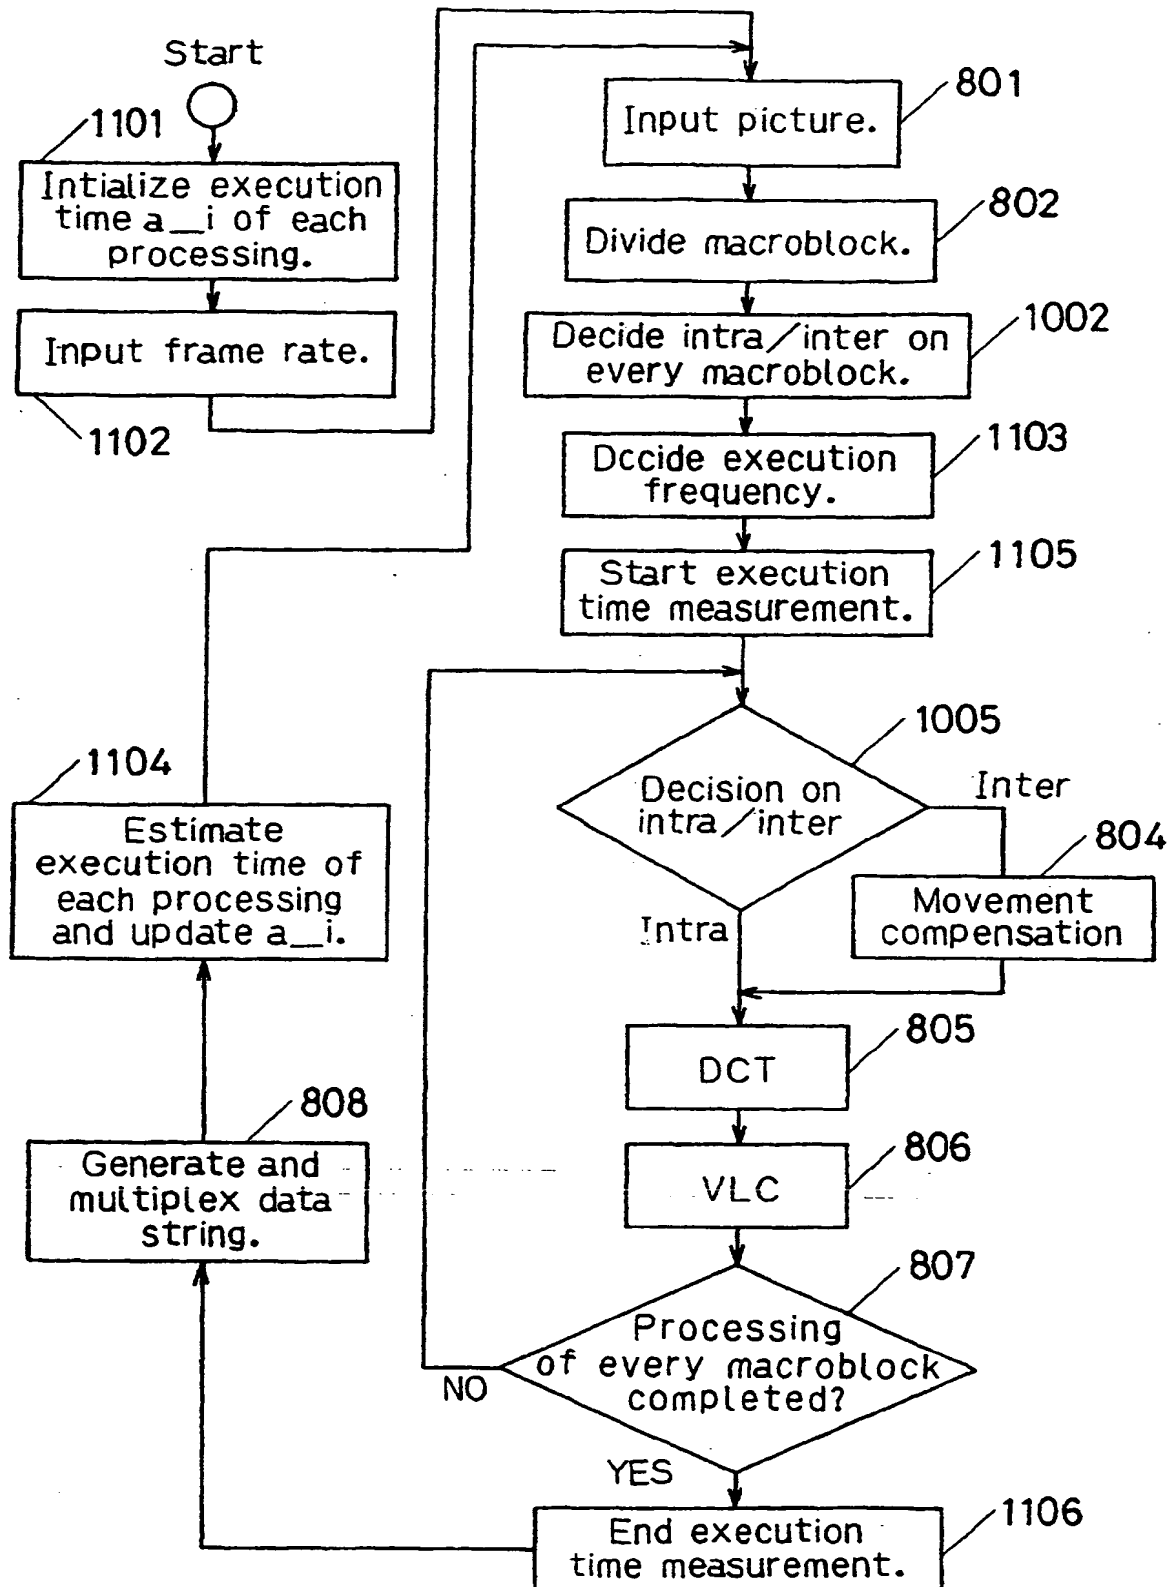 Start
1101
Intialize execution
time a__i of each
processing.
Input frame rate.
1102
801
Input picture.
802
Divide macroblock.
1002
Decide intra/inter on
every macroblock.
1103
Dccide execution
frequency.
1105
Start execution
time measurement.
1005
Decision on
intra/inter
Inter
Intra
804
Movement
compensation
805
DCT
806
VLC
807
Processing
of every macroblock
completed?
NO
YES
1106
End execution
time measurement.
808
Generate and
multiplex data
string.
1104
Estimate
execution time of
each processing
and update a__i.